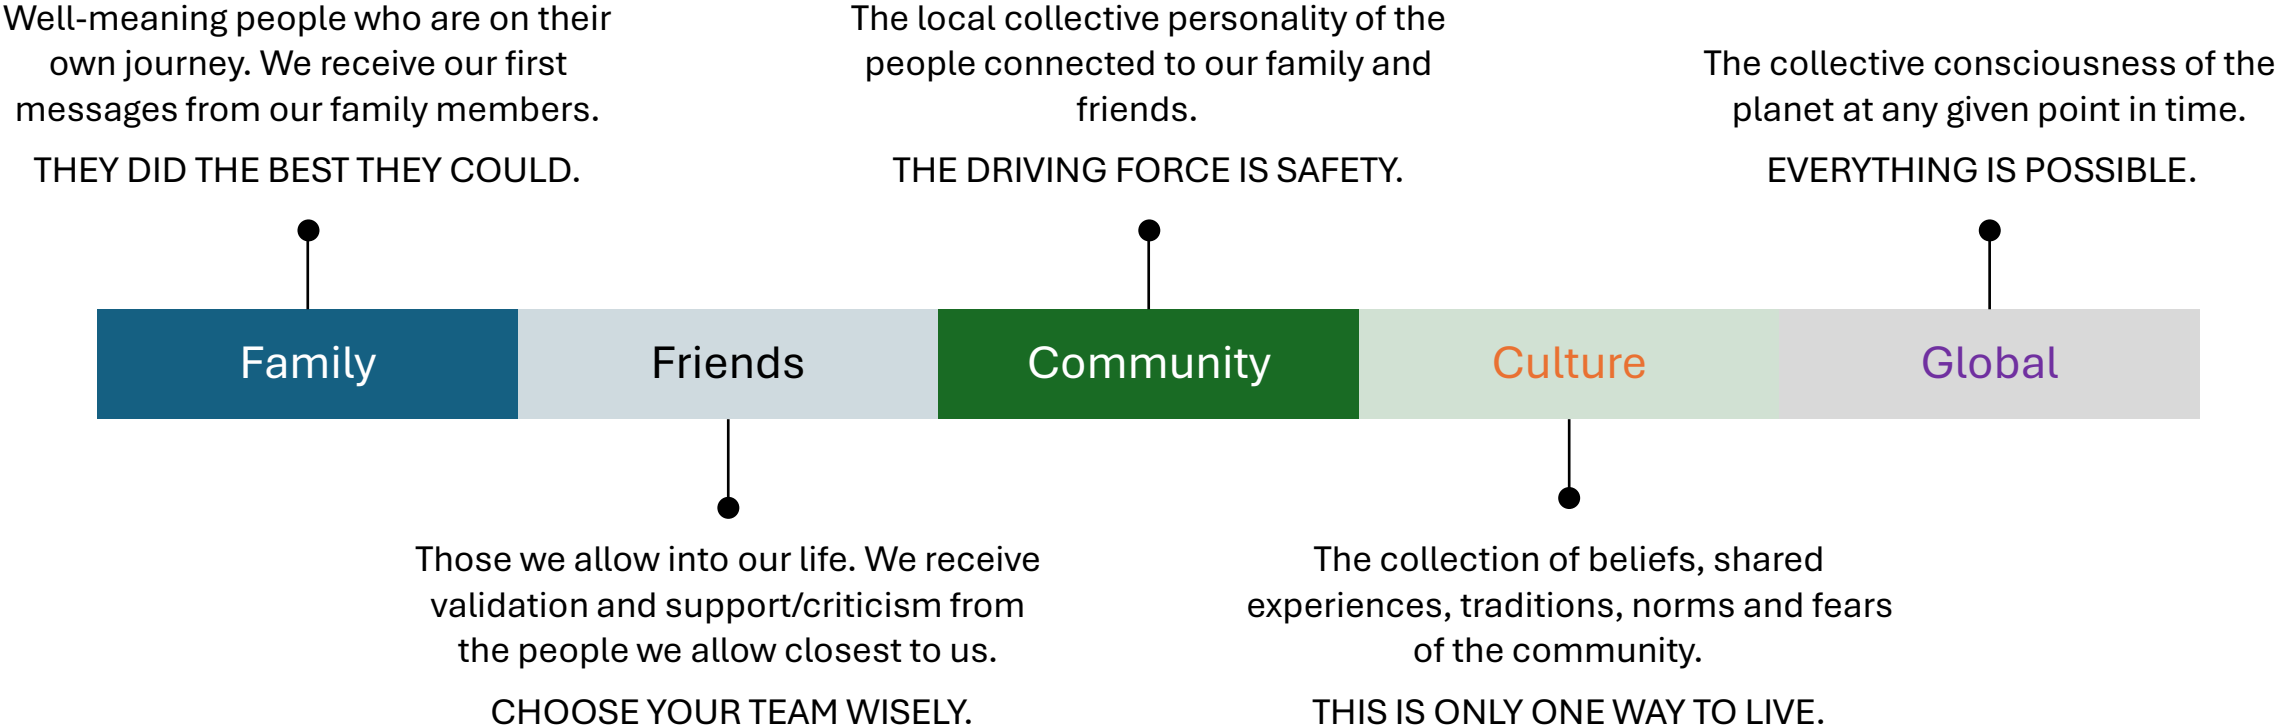 Well-meaning people who are on their
own journey. We receive our first
messages from our family members.
THEY DID THE BEST THEY COULD.
The local collective personality of the
people connected to our family and
friends.
THE DRIVING FORCE IS SAFETY.
The collective consciousness of the
planet at any given point in time.
EVERYTHING IS POSSIBLE.
Family
Friends
Community
Culture
Global
Those we allow into our life. We receive
validation and support/criticism from
the people we allow closest to us.
CHOOSE YOUR TEAM WISELY.
The collection of beliefs, shared
experiences, traditions, norms and fears
of the community.
THIS IS ONLY ONE WAY TO LIVE.